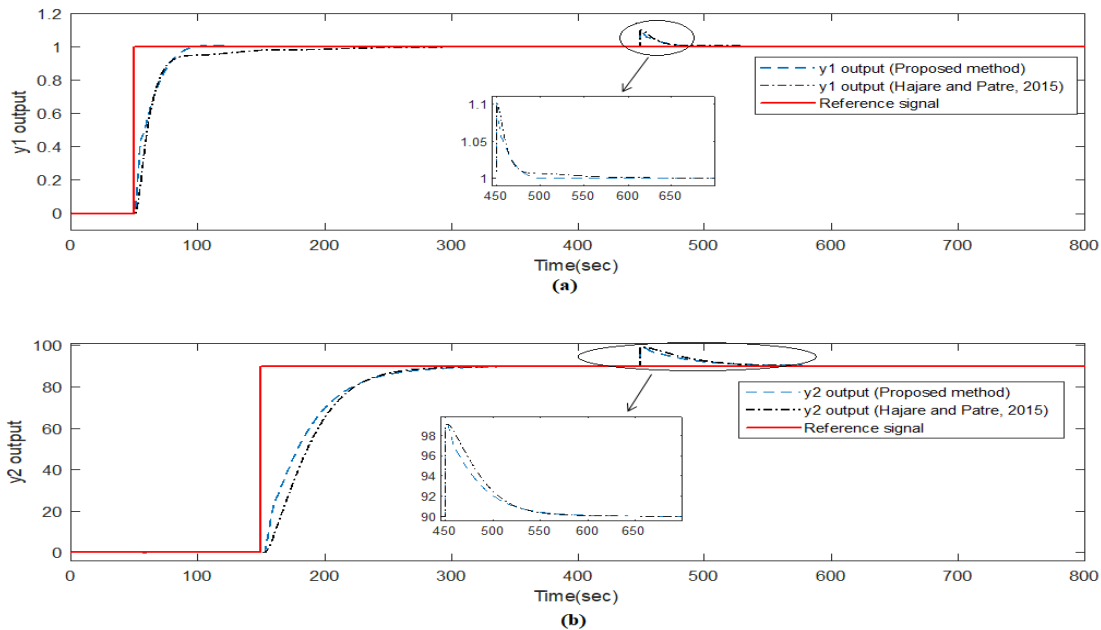 1.2
1
0.8
0.6
0.4
0.2
0
y1 output
y1 output (Proposed method)
y1 output (Hajare and Patre, 2015)
Reference signal
1.1
1.05
1
450 500 550 600 650
0 100 200 300 400 500 600 700 800
Time(sec)
(a)
100
80
60
40
20
0
y2 output
y2 output (Proposed method)
y2 output (Hajare and Patre, 2015)
Reference signal
98
96
94
92
90
450 500 550 600 650
0 100 200 300 400 500 600 700 800
Time(sec)
(b)